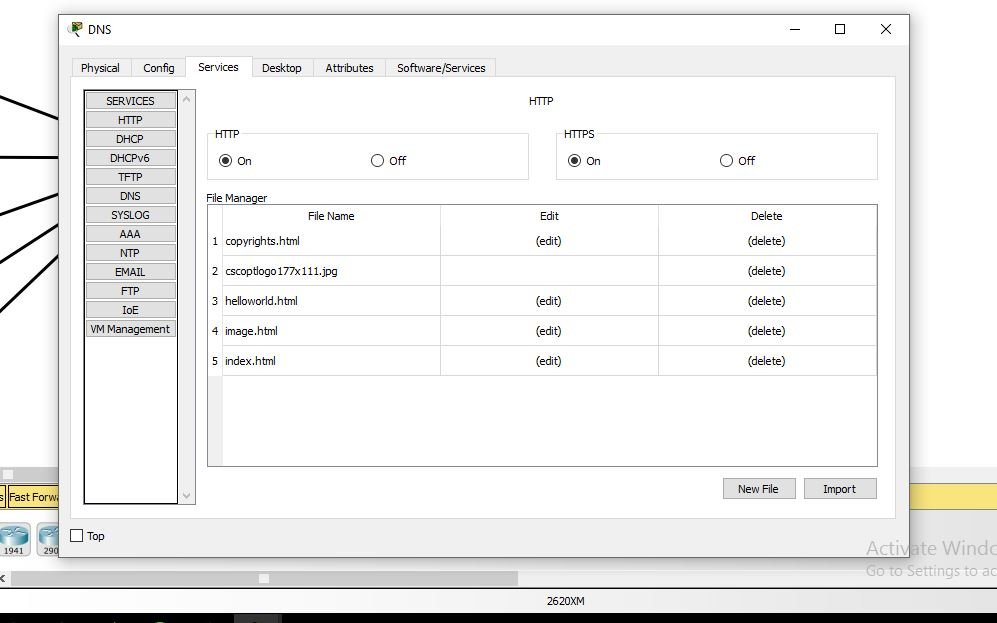 DNS
Physical Config Services Desktop Attributes Software/Services
SERVICES
HTTP
DHCP
DHCPv6
TFTP
DNS
SYSLOG
AAA
NTP
EMAIL
FTP
IoE
VM Management
HTTP
HTTP
On Off
HTTPS
On Off
File Manager
File Name Edit Delete
1 copyrights.html (edit) (delete)
2 cscoptlogo177x111.jpg (delete)
3 helloworld.html (edit) (delete)
4 image.html (edit) (delete)
5 index.html (edit) (delete)
New File Import
Top
s Fast Forwa
1941 290
Activate Windo
Go to Settings to ac
2620XM